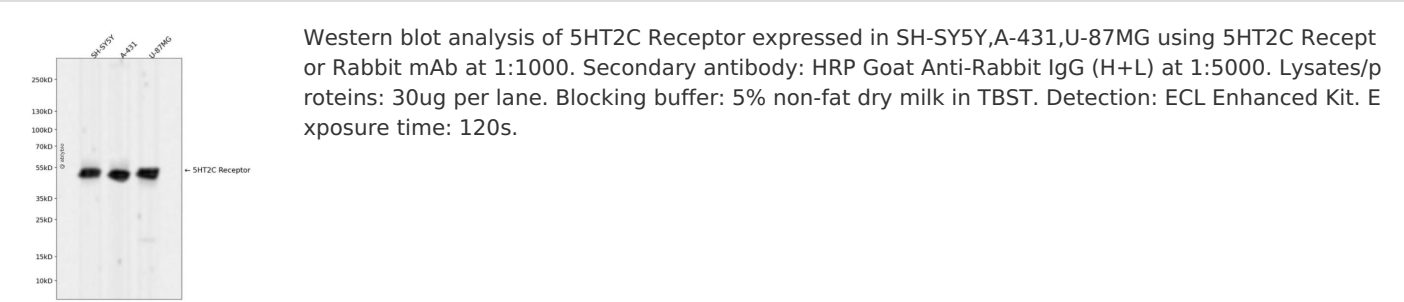 SH-SY5Y
A-431
U-87MG
250kD
130kD
100kD
70kD
55kD
35kD
25kD
15kD
10kD
@ abybio
← 5HT2C Receptor
Western blot analysis of 5HT2C Receptor expressed in SH-SY5Y,A-431,U-87MG using 5HT2C Recept
or Rabbit mAb at 1:1000. Secondary antibody: HRP Goat Anti-Rabbit IgG (H+L) at 1:5000. Lysates/p
roteins: 30ug per lane. Blocking buffer: 5% non-fat dry milk in TBST. Detection: ECL Enhanced Kit. E
xposure time: 120s.